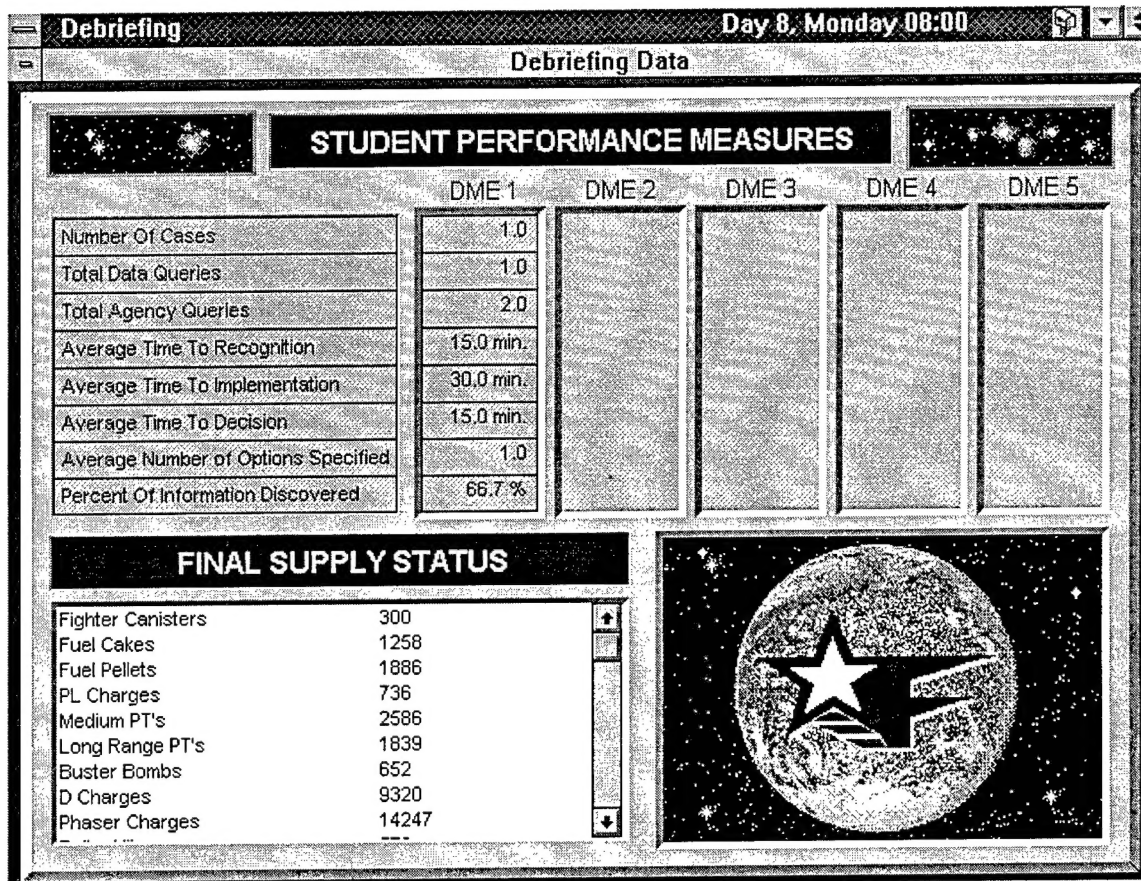 Debriefing Day 8, Monday 08:00
Debriefing Data
STUDENT PERFORMANCE MEASURES
DME 1 DME 2 DME 3 DME 4 DME 5
Number Of Cases 1.0
Total Data Queries 1.0
Total Agency Queries 2.0
Average Time To Recognition 15.0 min.
Average Time To Implementation 30.0 min.
Average Time To Decision 15.0 min.
Average Number of Options Specified 1.0
Percent Of Information Discovered 66.7 %
FINAL SUPPLY STATUS
Fighter Canisters 300
Fuel Cakes 1258
Fuel Pellets 1886
PL Charges 736
Medium PT's 2586
Long Range PT's 1839
Buster Bombs 652
D Charges 9320
Phaser Charges 14247